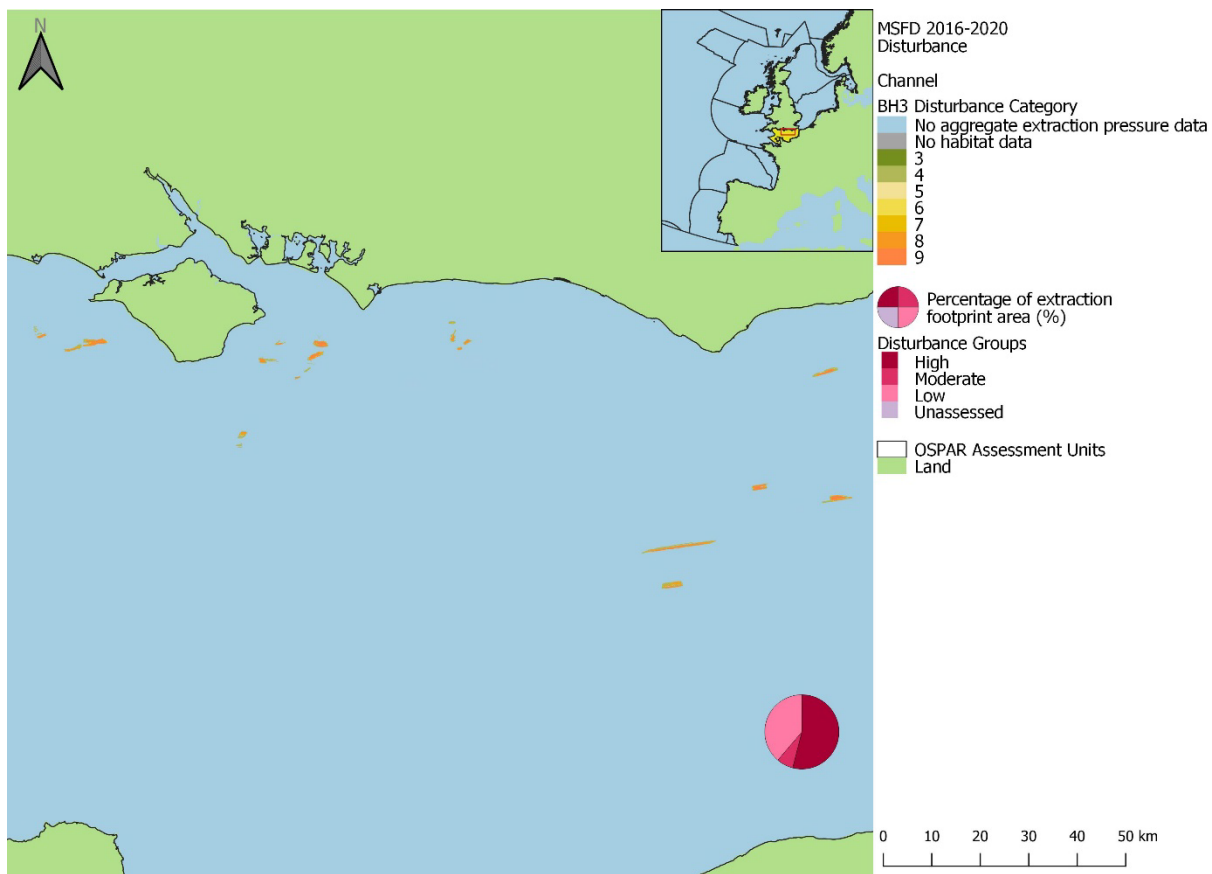 N
MSFD 2016-2020
Disturbance
Channel
BH3 Disturbance Category
No aggregate extraction pressure data
No habitat data
3
4
5
6
7
8
9
Percentage of extraction
footprint area (%)
Disturbance Groups
High
Moderate
Low
Unassessed
OSPAR Assessment Units
Land
0 10 20 30 40 50 km